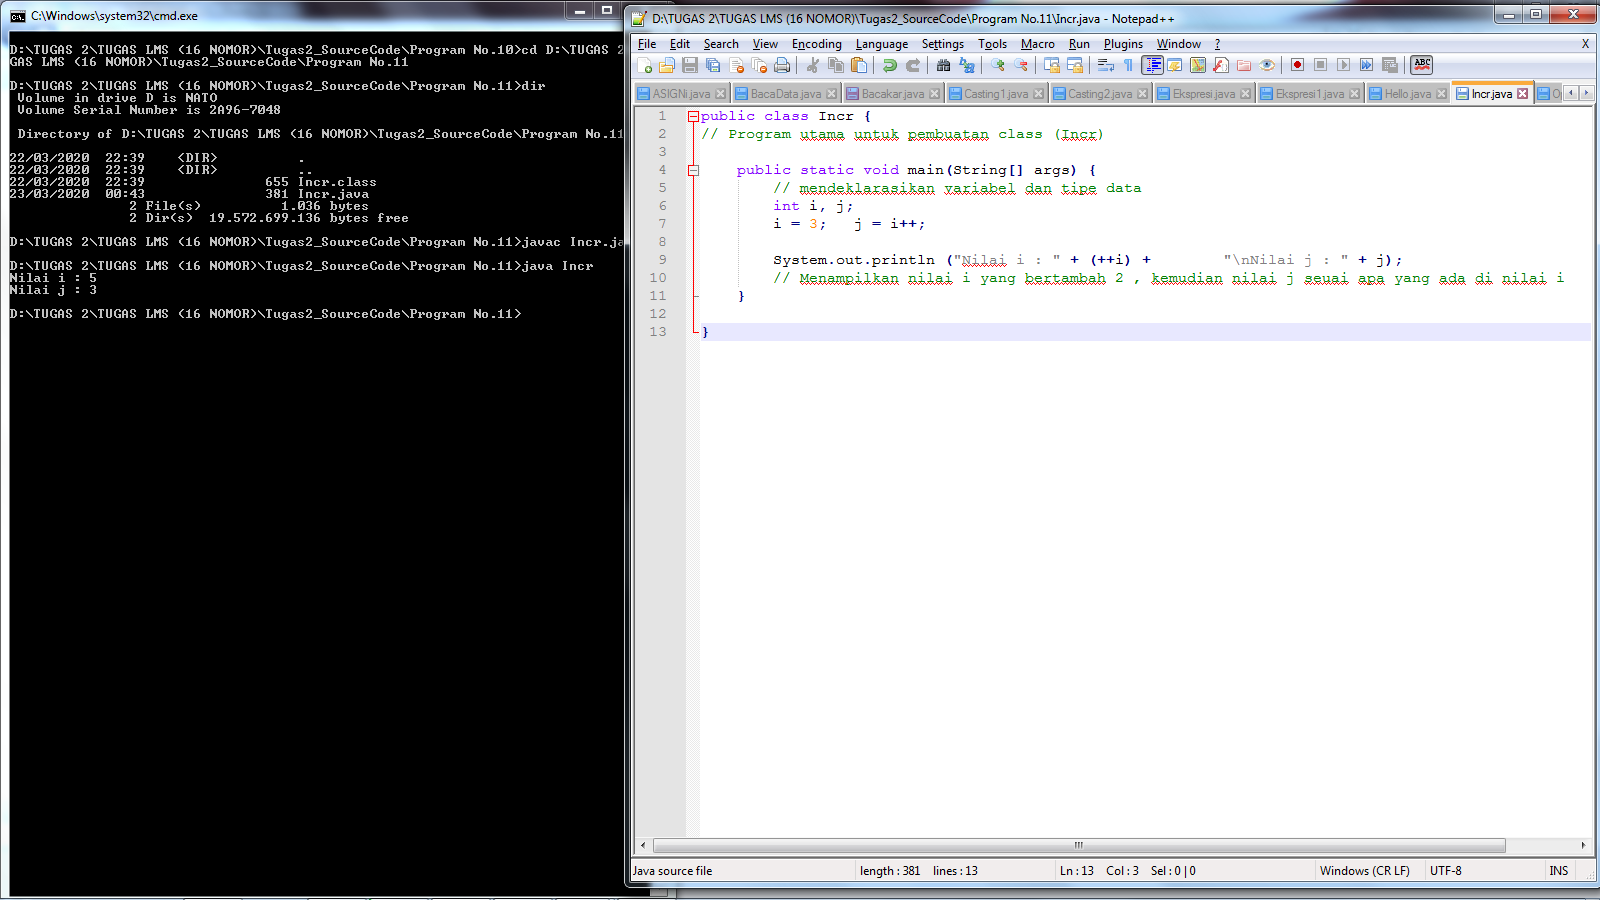 C:\Windows\system32\cmd.exe
D:\TUGAS 2\TUGAS LMS (16 NOMOR)\Tugas2_SourceCode\Program No.10>cd D:\TUGAS 2
GAS LMS (16 NOMOR)\Tugas2_SourceCode\Program No.11
D:\TUGAS 2\TUGAS LMS (16 NOMOR)\Tugas2_SourceCode\Program No.11>dir
Volume in drive D is NATO
Volume Serial Number is 2A96-7048
Directory of D:\TUGAS 2\TUGAS LMS (16 NOMOR)\Tugas2_SourceCode\Program No.11
22/03/2020  22:39    <DIR>          .
22/03/2020  22:39    <DIR>          ..
22/03/2020  22:39               655 Incr.class
23/03/2020  00:43               381 Incr.java
2 File(s)          1.036 bytes
2 Dir(s)  19.572.699.136 bytes free
D:\TUGAS 2\TUGAS LMS (16 NOMOR)\Tugas2_SourceCode\Program No.11>javac Incr.ja
D:\TUGAS 2\TUGAS LMS (16 NOMOR)\Tugas2_SourceCode\Program No.11>java Incr
Nilai i : 5
Nilai j : 3
D:\TUGAS 2\TUGAS LMS (16 NOMOR)\Tugas2_SourceCode\Program No.11>
D:\TUGAS 2\TUGAS LMS (16 NOMOR)\Tugas2_SourceCode\Program No.11\Incr.java - Notepad++
File Edit Search View Encoding Language Settings Tools Macro Run Plugins Window ? X
ABC
ASIGNi.java BacaData.java Bacakar.java Casting1.java Casting2.java Ekspresi.java Ekspresi1.java Hello.java Incr.java
1 public class Incr {
2 // Program utama untuk pembuatan class (Incr)
3
4 public static void main(String[] args) {
5 // mendeklarasikan variabel dan tipe data
6 int i, j;
7 i = 3;   j = i++;
8
9 System.out.println ("Nilai i : " + (++i) +        "\nNilai j : " + j);
10 // Menampilkan nilai i yang bertambah 2 , kemudian nilai j seuai apa yang ada di nilai i
11 }
12
13 }
Java source file length : 381 lines : 13 Ln : 13 Col : 3 Sel : 0 | 0 Windows (CR LF) UTF-8 INS